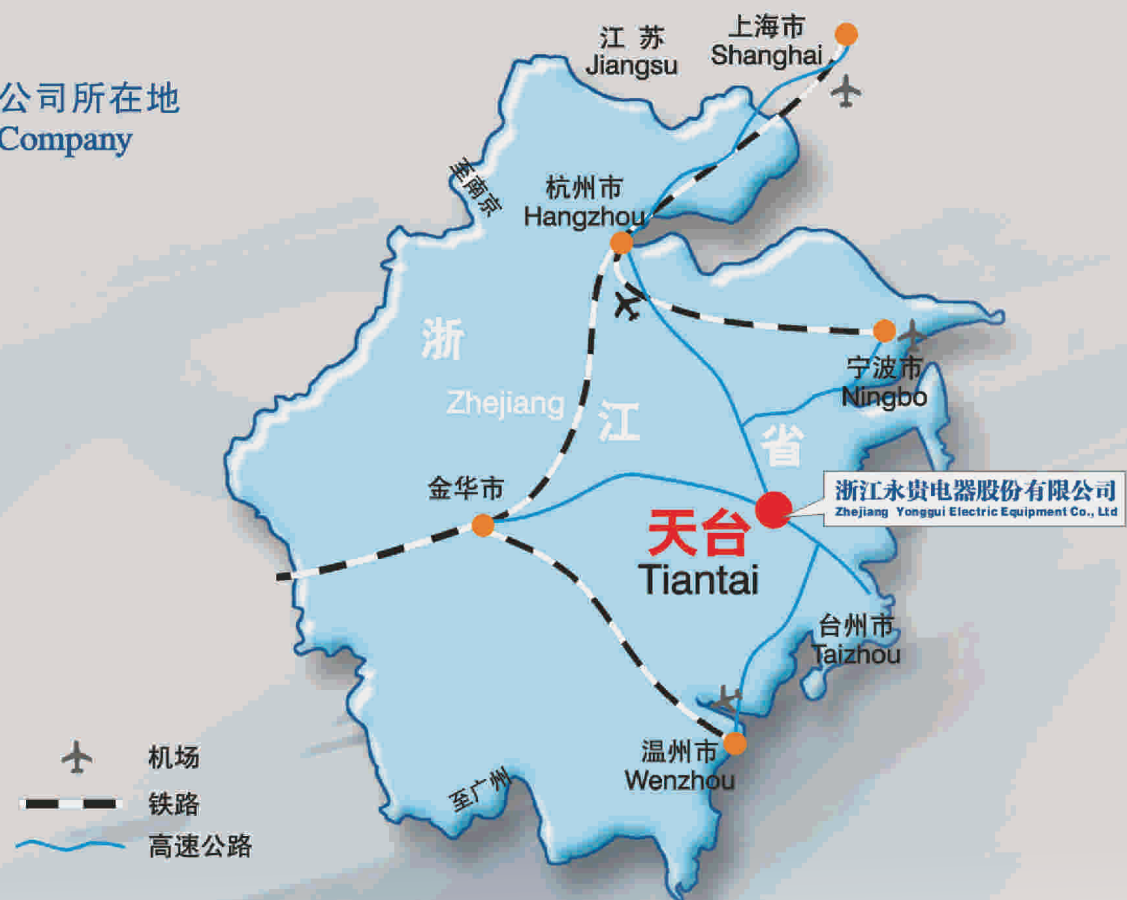 江 苏
Jiangsu
上海市
Shanghai
公司所在地
Company
至南京
杭州市
Hangzhou
浙
Zhejiang
江
省
宁波市
Ningbo
金华市
浙江永贵电器股份有限公司
Zhejiang Yonggui Electric Equipment Co., Ltd
天台
Tiantai
台州市
Taizhou
温州市
Wenzhou
至广州
机场
铁路
高速公路